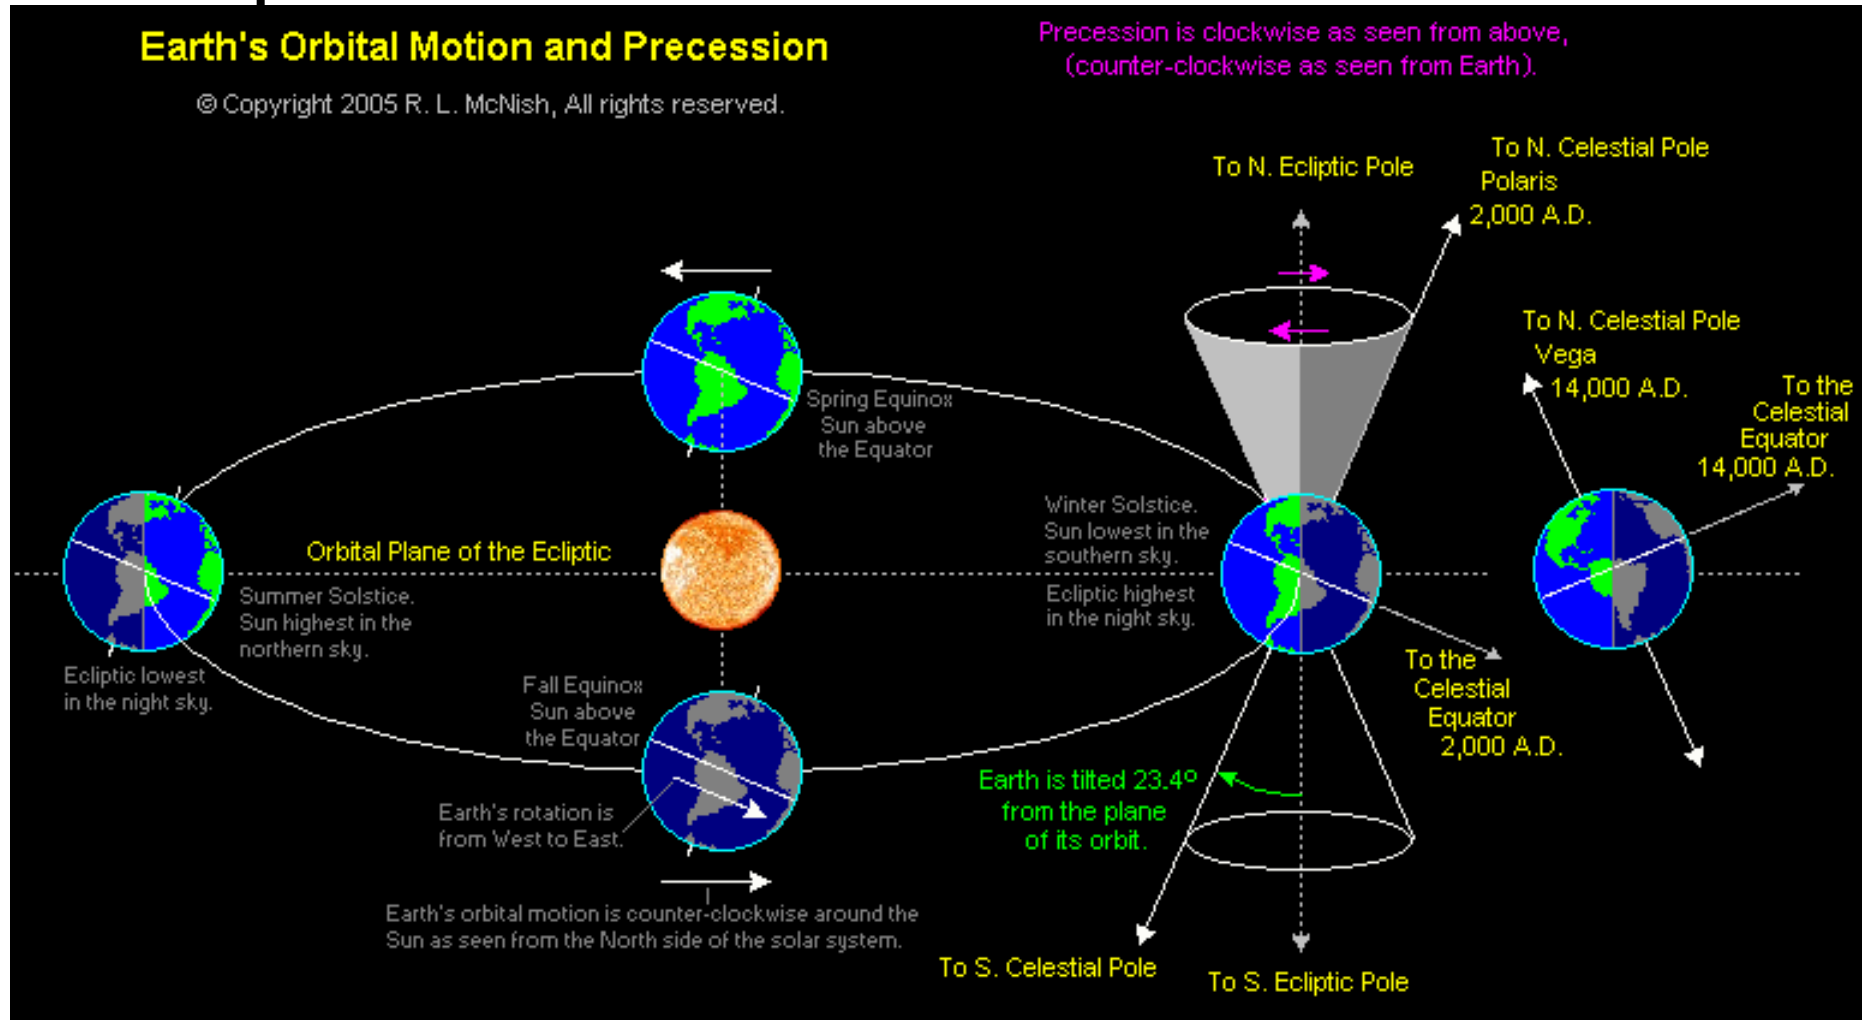 Earth's Orbital Motion and Precession
© Copyright 2005 R. L. McNish, All rights reserved.
Precession is clockwise as seen from above,
(counter-clockwise as seen from Earth).
To N. Ecliptic Pole
To N. Celestial Pole
Polaris
2,000 A.D.
To N. Celestial Pole
Vega
14,000 A.D.
To the
Celestial
Equator
14,000 A.D.
Spring Equinox
Sun above
the Equator
Winter Solstice.
Sun lowest in the
southern sky.
Ecliptic highest
in the night sky.
Orbital Plane of the Ecliptic
Summer Solstice.
Sun highest in the
northern sky.
Ecliptic lowest
in the night sky.
Fall Equinox
Sun above
the Equator
To the
Celestial
Equator
2,000 A.D.
Earth is tilted 23.4º
from the plane
of its orbit.
Earth's rotation is
from West to East.
Earth's orbital motion is counter-clockwise around the
Sun as seen from the North side of the solar system.
To S. Celestial Pole
To S. Ecliptic Pole